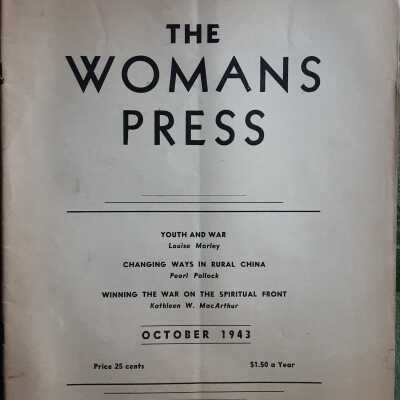 THE
WOMANS
PRESS
YOUTH AND WAR
Louise Morley
CHANGING WAYS IN RURAL CHINA
Pearl Pollock
WINNING THE WAR ON THE SPIRITUAL FRONT
Kathleen W. MacArthur
OCTOBER 1943
Price 25 cents $1.50 a Year